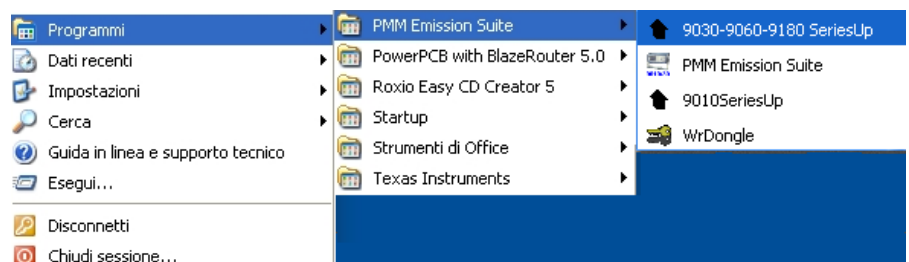 Programmi
Dati recenti
Impostazioni
Cerca
Guida in linea e supporto tecnico
Esegui...
Disconnetti
Chiudi sessione...
PMM Emission Suite
PowerPCB with BlazeRouter 5.0
Roxio Easy CD Creator 5
Startup
Strumenti di Office
Texas Instruments
9030-9060-9180 SeriesUp
PMM Emission Suite
9010SeriesUp
WrDongle